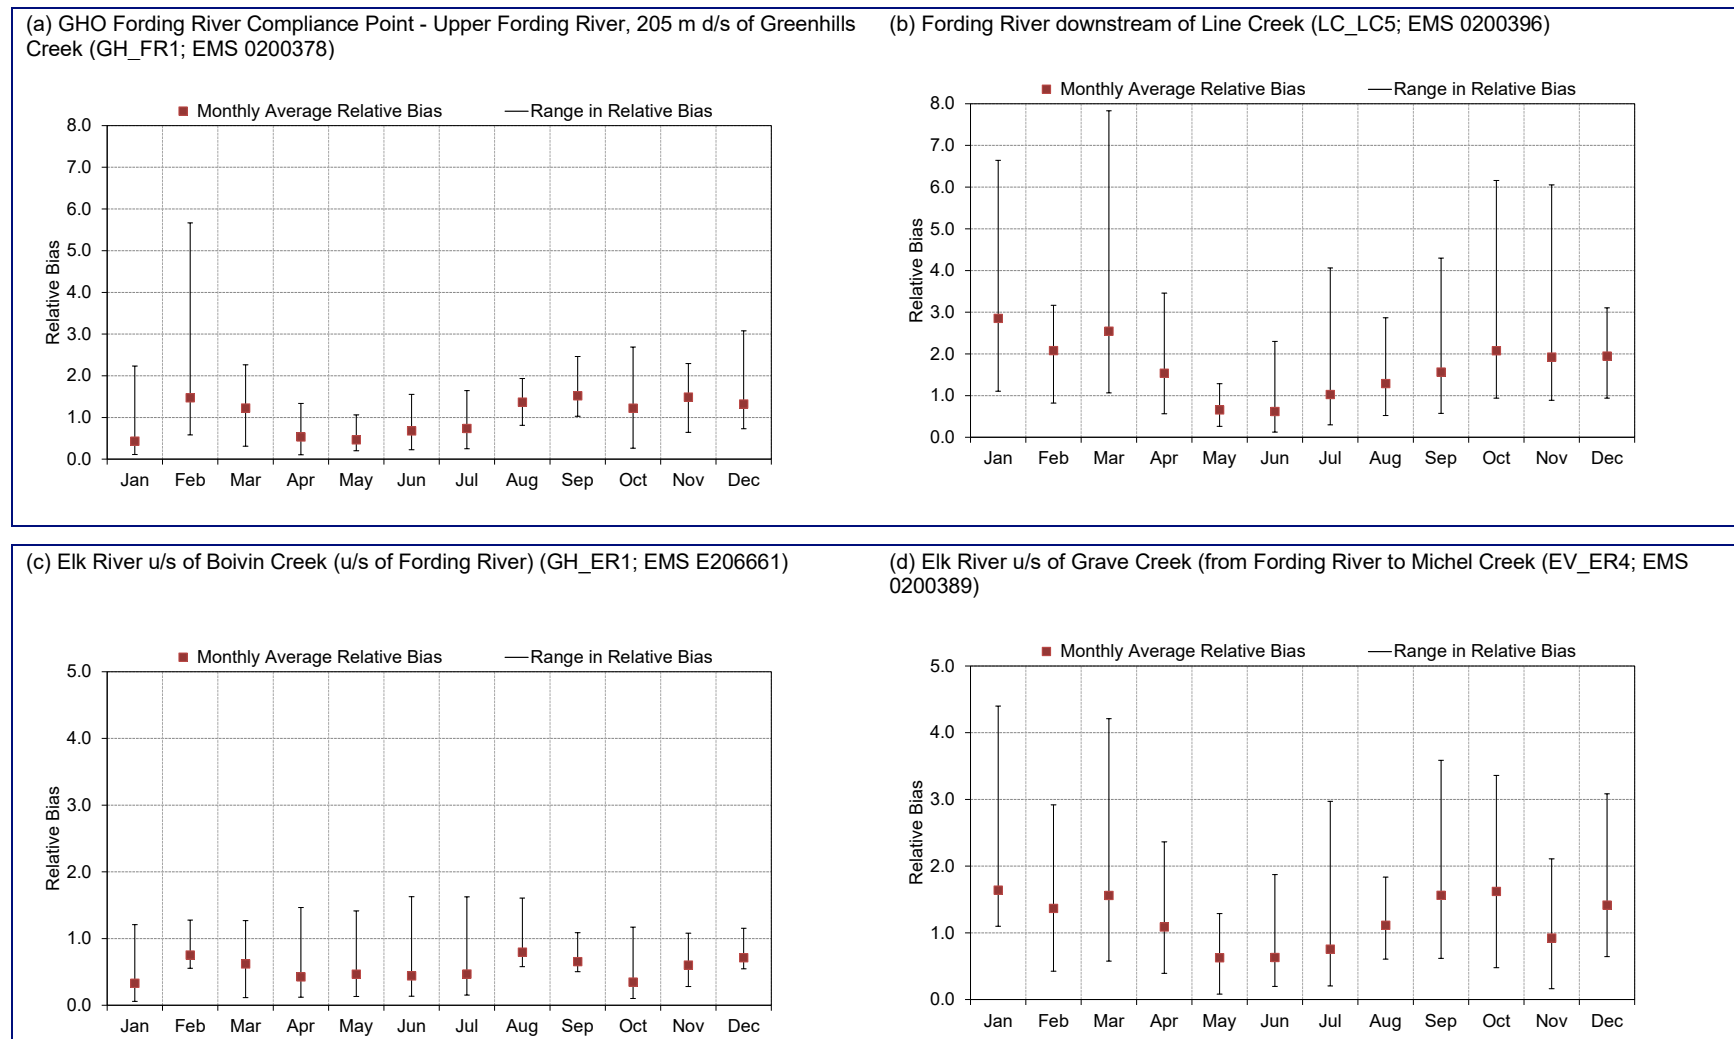 (a) GHO Fording River Compliance Point - Upper Fording River, 205 m d/s of Greenhills
Creek (GH_FR1; EMS 0200378)
Monthly Average Relative Bias
Range in Relative Bias
Relative Bias
8.0
7.0
6.0
5.0
4.0
3.0
2.0
1.0
0.0
Jan Feb Mar Apr May Jun Jul Aug Sep Oct Nov Dec
(b) Fording River downstream of Line Creek (LC_LC5; EMS 0200396)
Monthly Average Relative Bias
Range in Relative Bias
Relative Bias
8.0
7.0
6.0
5.0
4.0
3.0
2.0
1.0
0.0
Jan Feb Mar Apr May Jun Jul Aug Sep Oct Nov Dec
(c) Elk River u/s of Boivin Creek (u/s of Fording River) (GH_ER1; EMS E206661)
Monthly Average Relative Bias
Range in Relative Bias
Relative Bias
5.0
4.0
3.0
2.0
1.0
0.0
Jan Feb Mar Apr May Jun Jul Aug Sep Oct Nov Dec
(d) Elk River u/s of Grave Creek (from Fording River to Michel Creek (EV_ER4; EMS
0200389)
Monthly Average Relative Bias
Range in Relative Bias
Relative Bias
5.0
4.0
3.0
2.0
1.0
0.0
Jan Feb Mar Apr May Jun Jul Aug Sep Oct Nov Dec